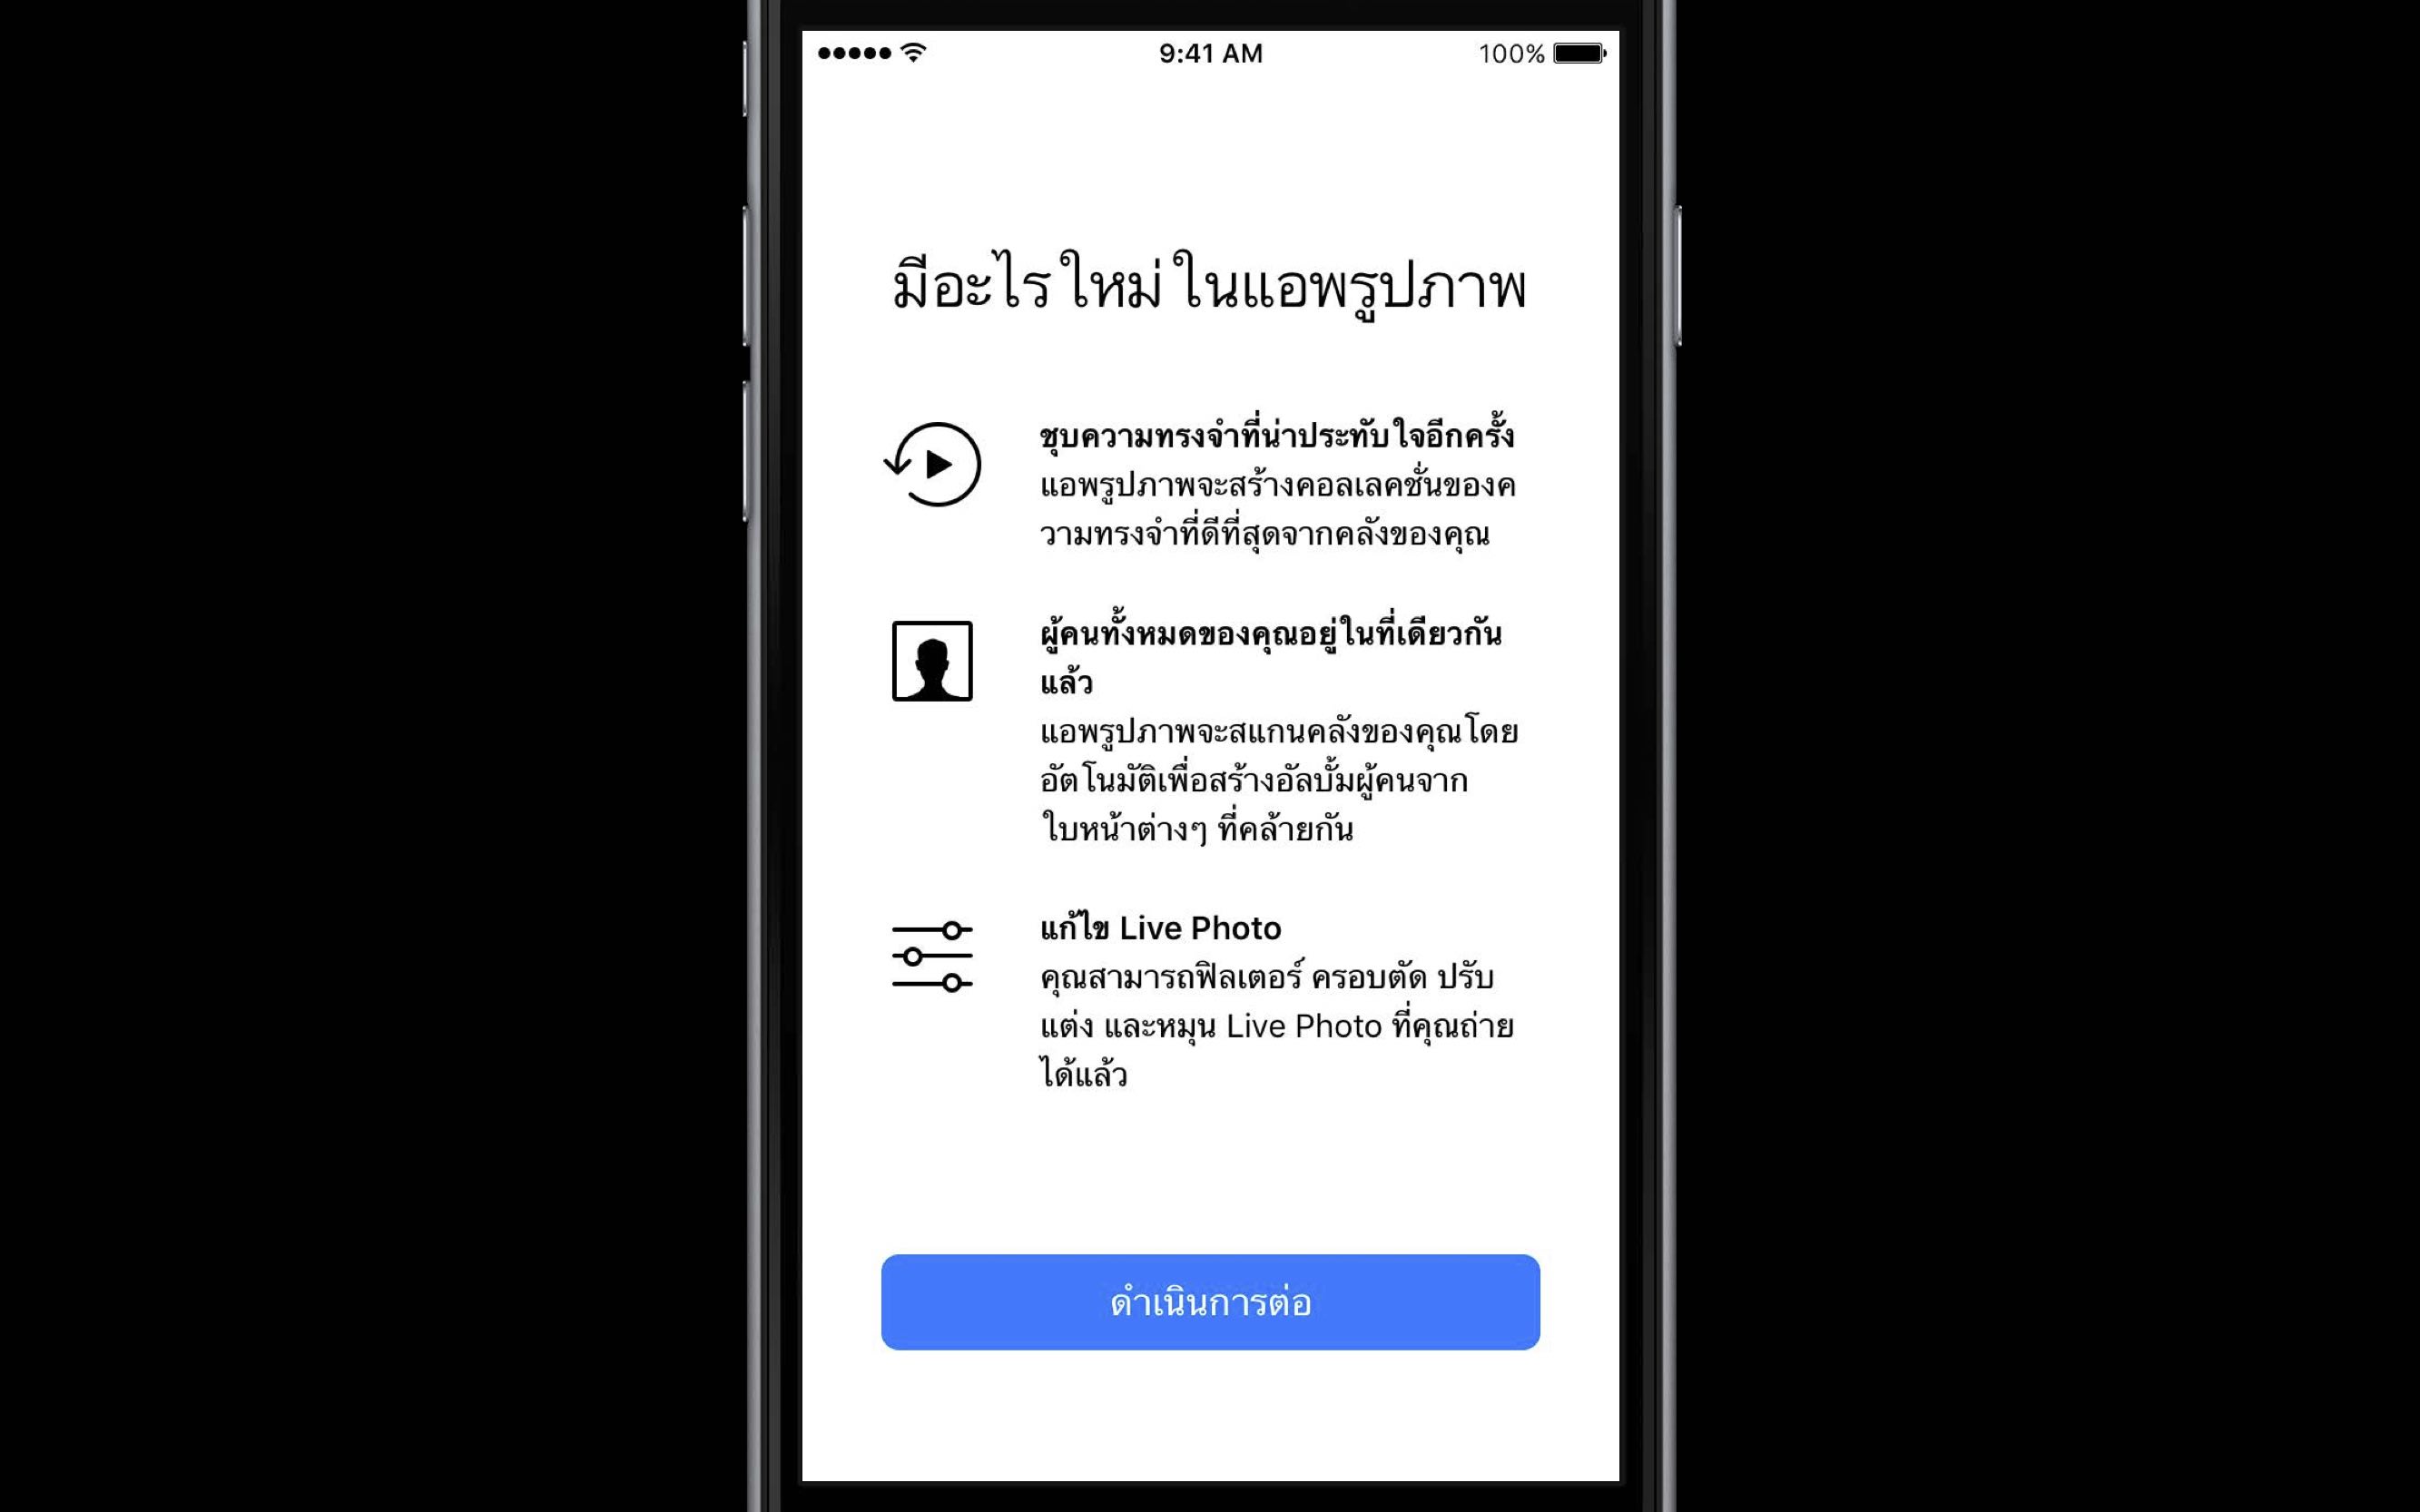 9:41 AM
100%
มีอะไรใหม่ในแอพรูปภาพ
ชุบความทรงจำที่น่าประทับใจอีกครั้ง
แอพรูปภาพจะสร้างคอลเลคชั่นของค
วามทรงจำที่ดีที่สุดจากคลังของคุณ
ผู้คนทั้งหมดของคุณอยู่ในที่เดียวกัน
แล้ว
แอพรูปภาพจะสแกนคลังของคุณโดย
อัตโนมัติเพื่อสร้างอัลบั้มผู้คนจาก
ใบหน้าต่างๆ ที่คล้ายกัน
แก้ไข Live Photo
คุณสามารถฟิลเตอร์ ครอบตัด ปรับ
แต่ง และหมุน Live Photo ที่คุณถ่าย
ได้แล้ว
ดำเนินการต่อ